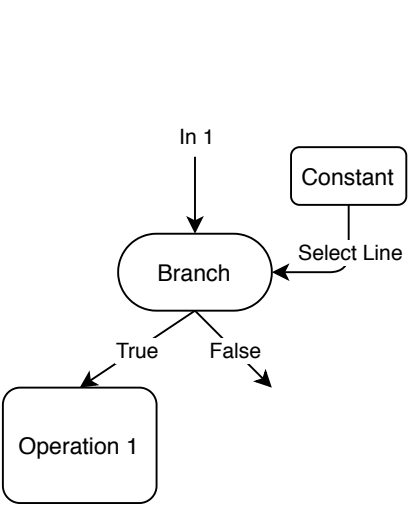 In 1
Constant
Select Line
Branch
True
False
Operation 1